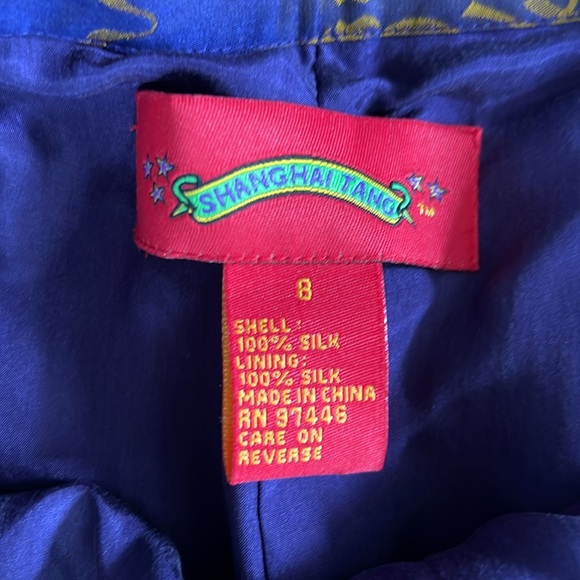 SHANGHAI TANG
TM
8
SHELL:
100% SILK
LINING:
100% SILK
MADE IN CHINA
RN 97446
CARE ON
REVERSE